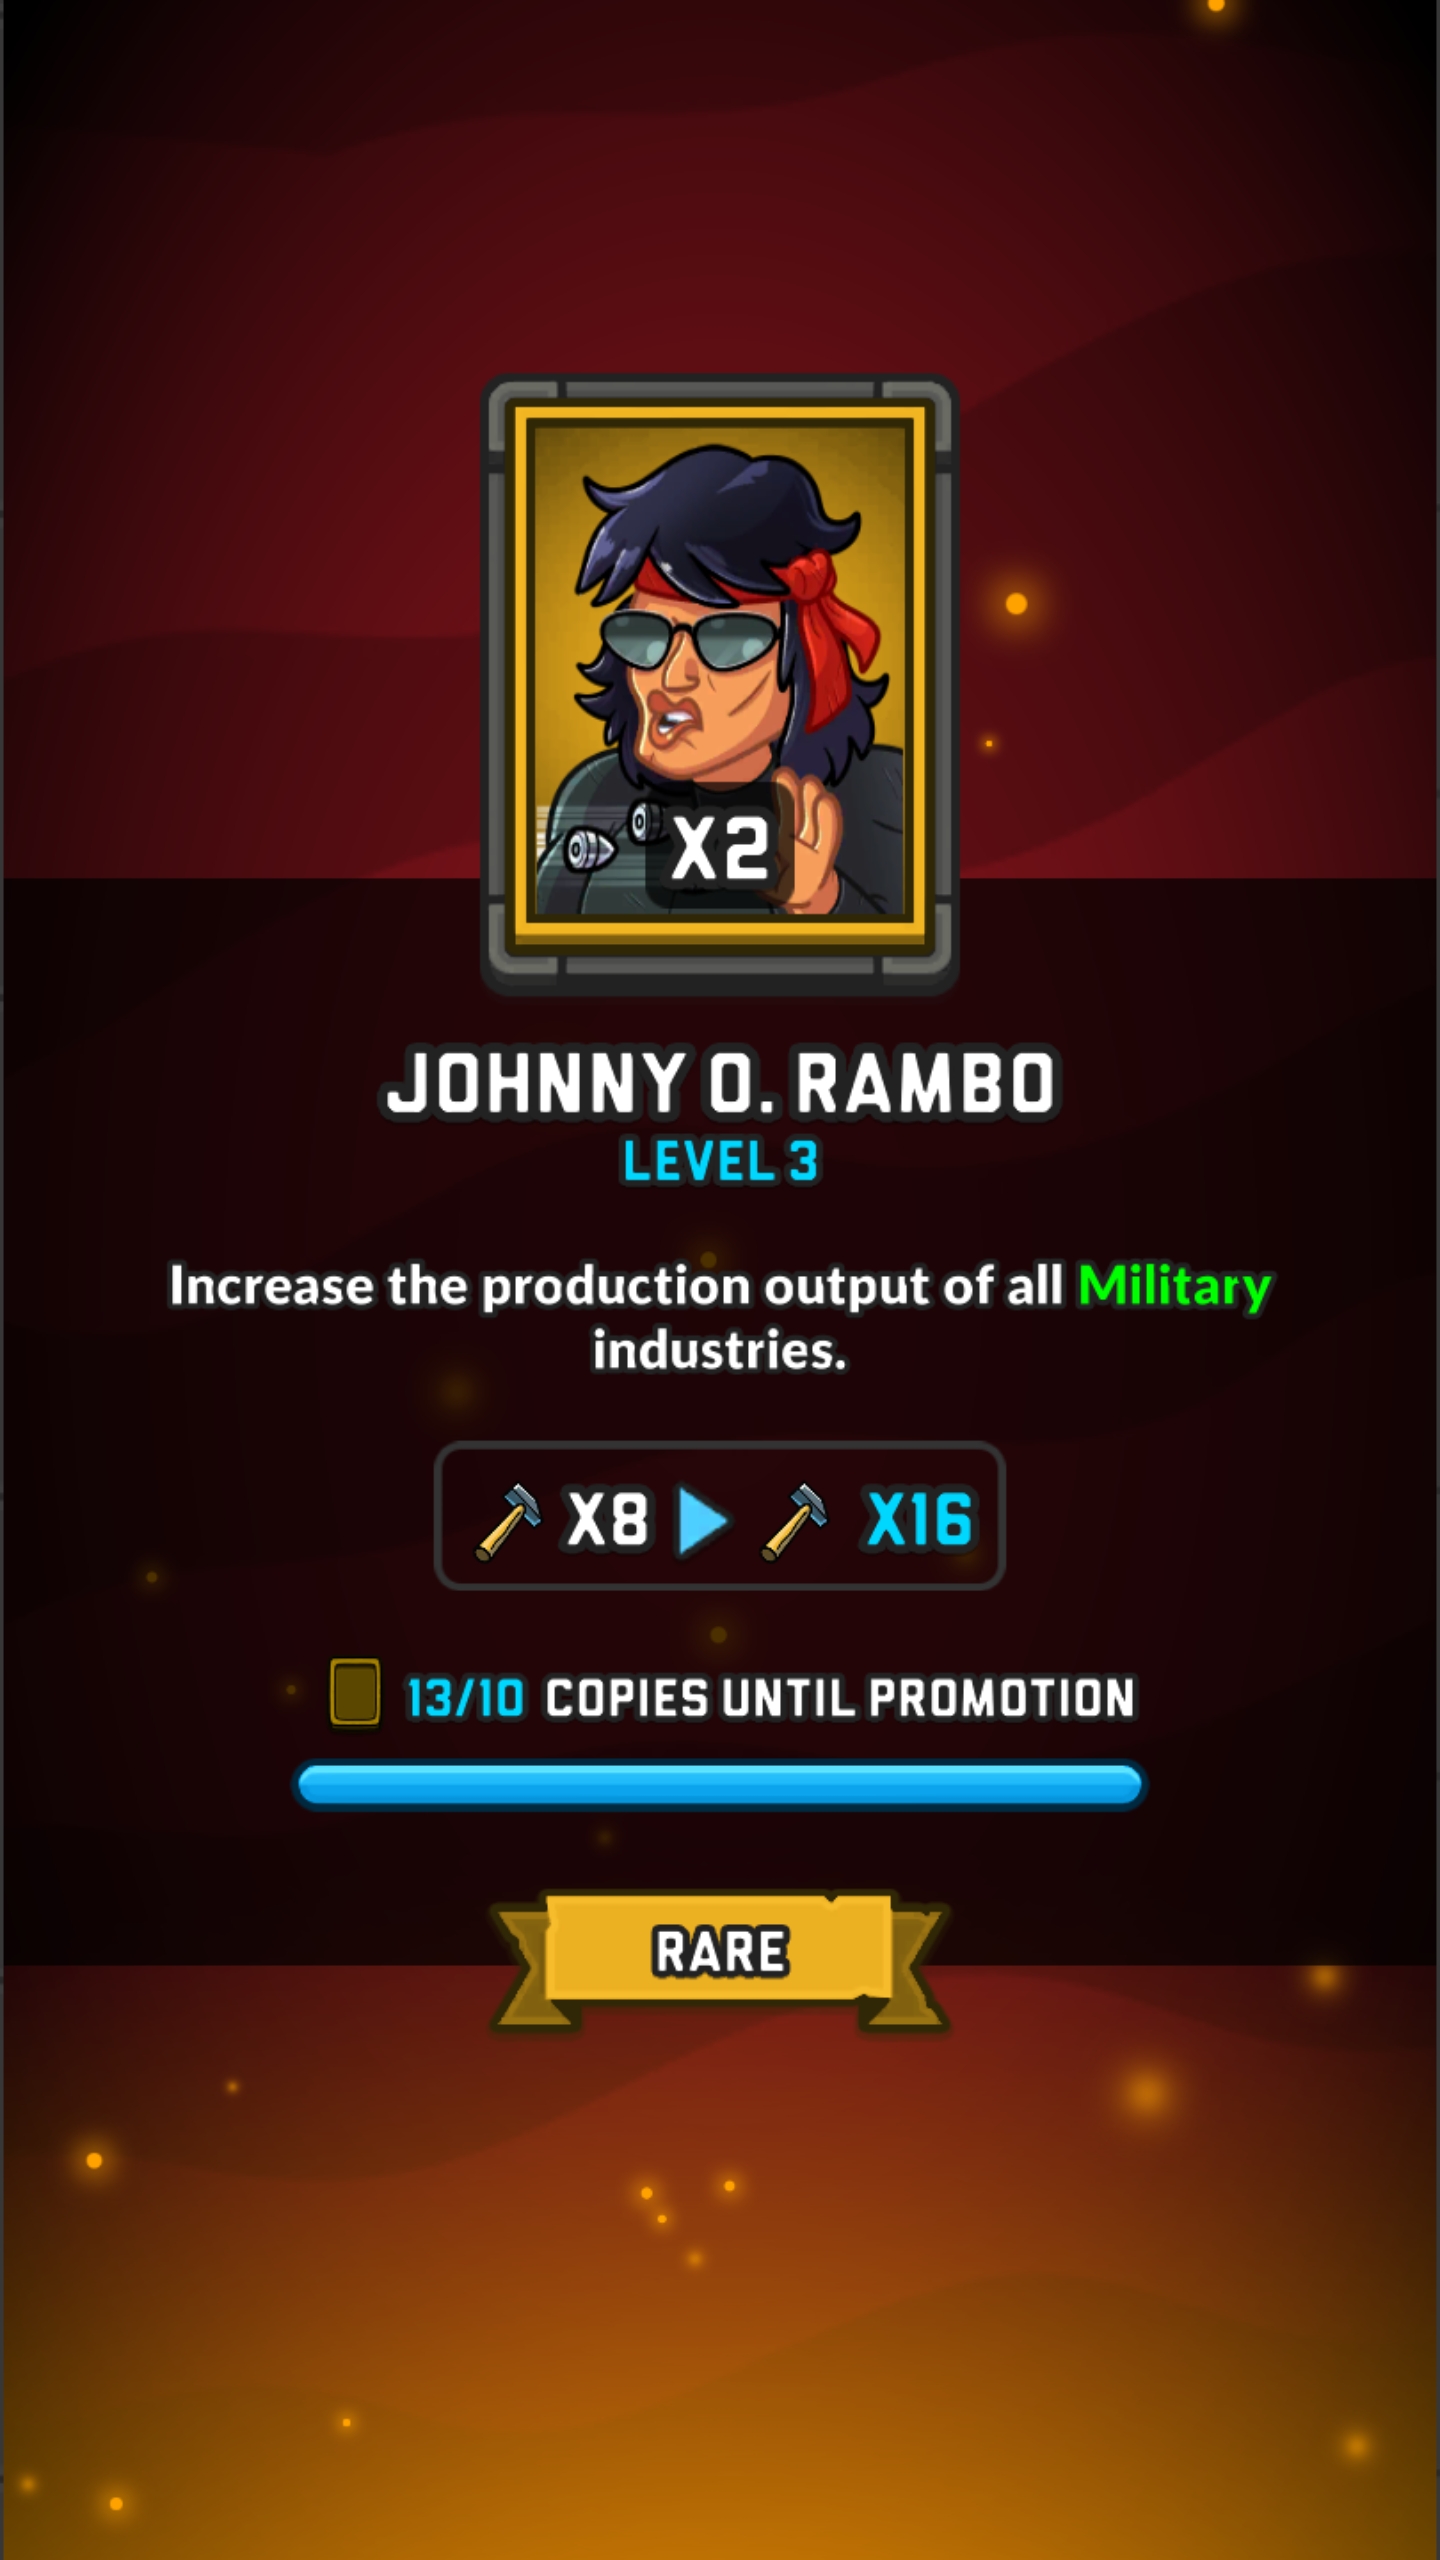 X2
JOHNNY O. RAMBO
LEVEL 3
Increase the production output of all Military
industries.
X8 X16
13/10 COPIES UNTIL PROMOTION
RARE